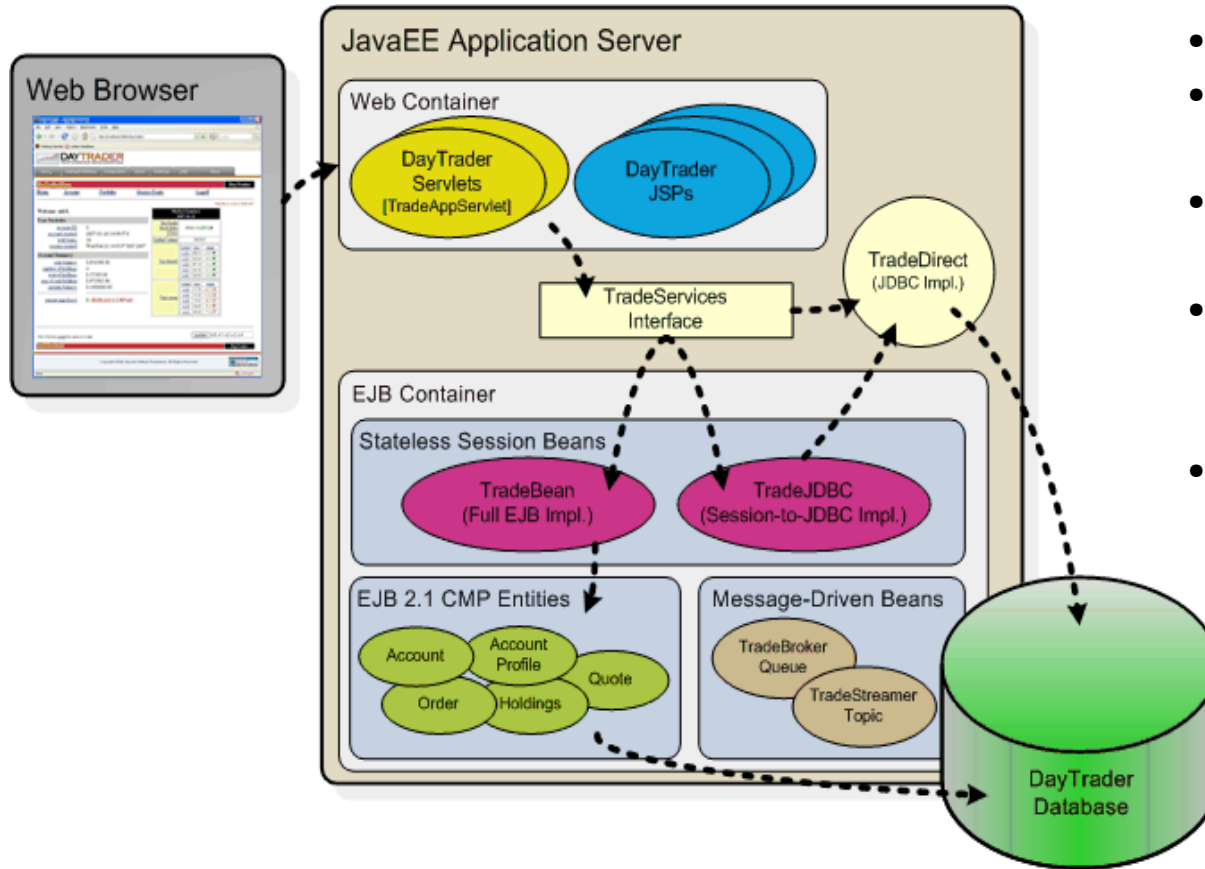 JavaEE Application Server
Web Browser
DAYTRADER
Web Container
DayTrader
Servlets
[TradeAppServlet]
DayTrader
JSPs
TradeDirect
(JDBC Impl.)
TradeServices
Interface
EJB Container
Stateless Session Beans
TradeBean
(Full EJB Impl.)
TradeJDBC
(Session-to-JDBC Impl.)
EJB 2.1 CMP Entities
Account
Account
Profile
Quote
Order
Holdings
Message-Driven Beans
TradeBroker
Queue
TradeStreamer
Topic
DayTrader
Database